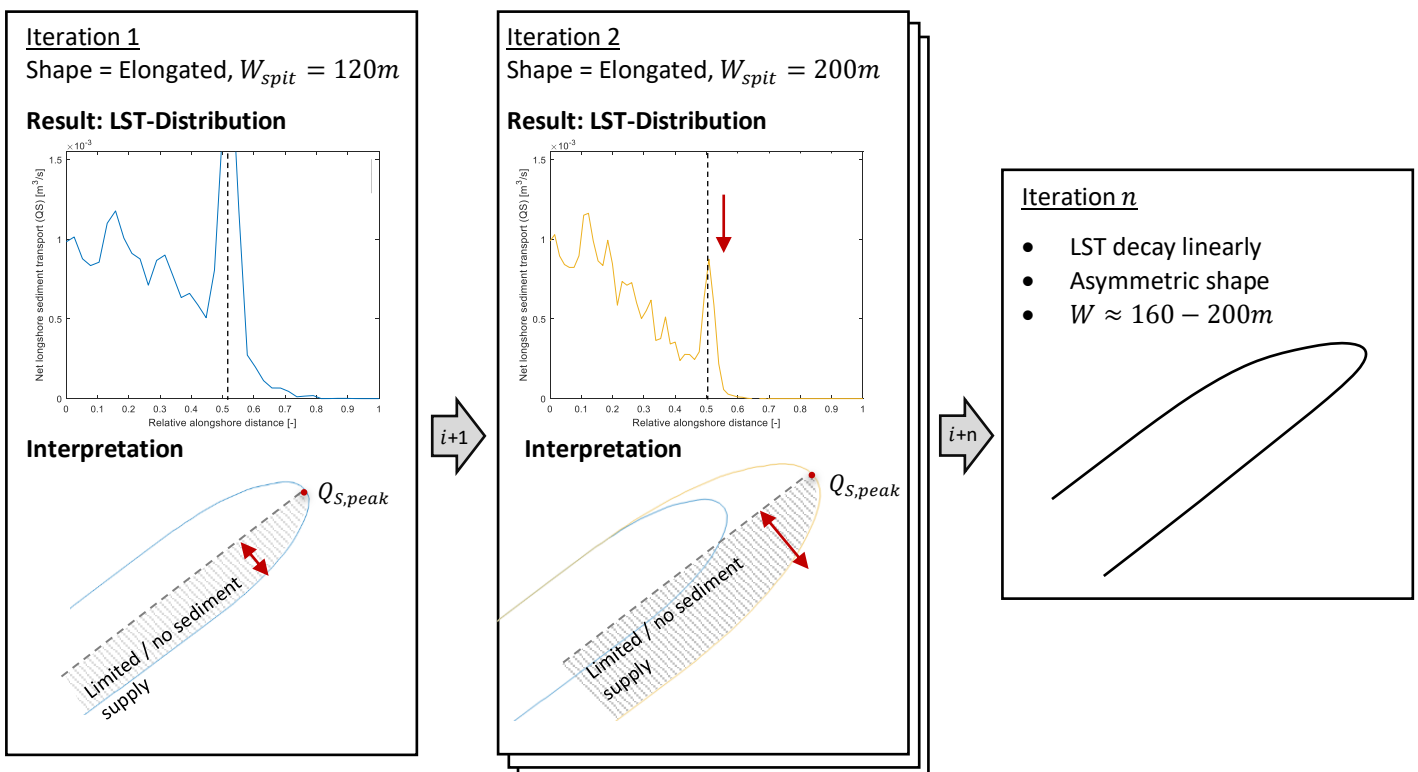 Iteration 1
Shape = Elongated, W_spit = 120m
Result: LST-Distribution
×10^-3
1.5
1
0.5
0
Net longshore sediment transport (QS) [m^3/s]
0 0.1 0.2 0.3 0.4 0.5 0.6 0.7 0.8 0.9 1
Relative alongshore distance [-]
Interpretation
Q_S,peak
Limited / no sediment
supply
i+1
Iteration 2
Shape = Elongated, W_spit = 200m
Result: LST-Distribution
×10^-3
1.5
1
0.5
0
Net longshore sediment transport (QS) [m^3/s]
0 0.1 0.2 0.3 0.4 0.5 0.6 0.7 0.8 0.9 1
Relative alongshore distance [-]
Interpretation
Q_S,peak
Limited / no sediment
supply
i+n
Iteration n
• LST decay linearly
• Asymmetric shape
• W ≈ 160 − 200m